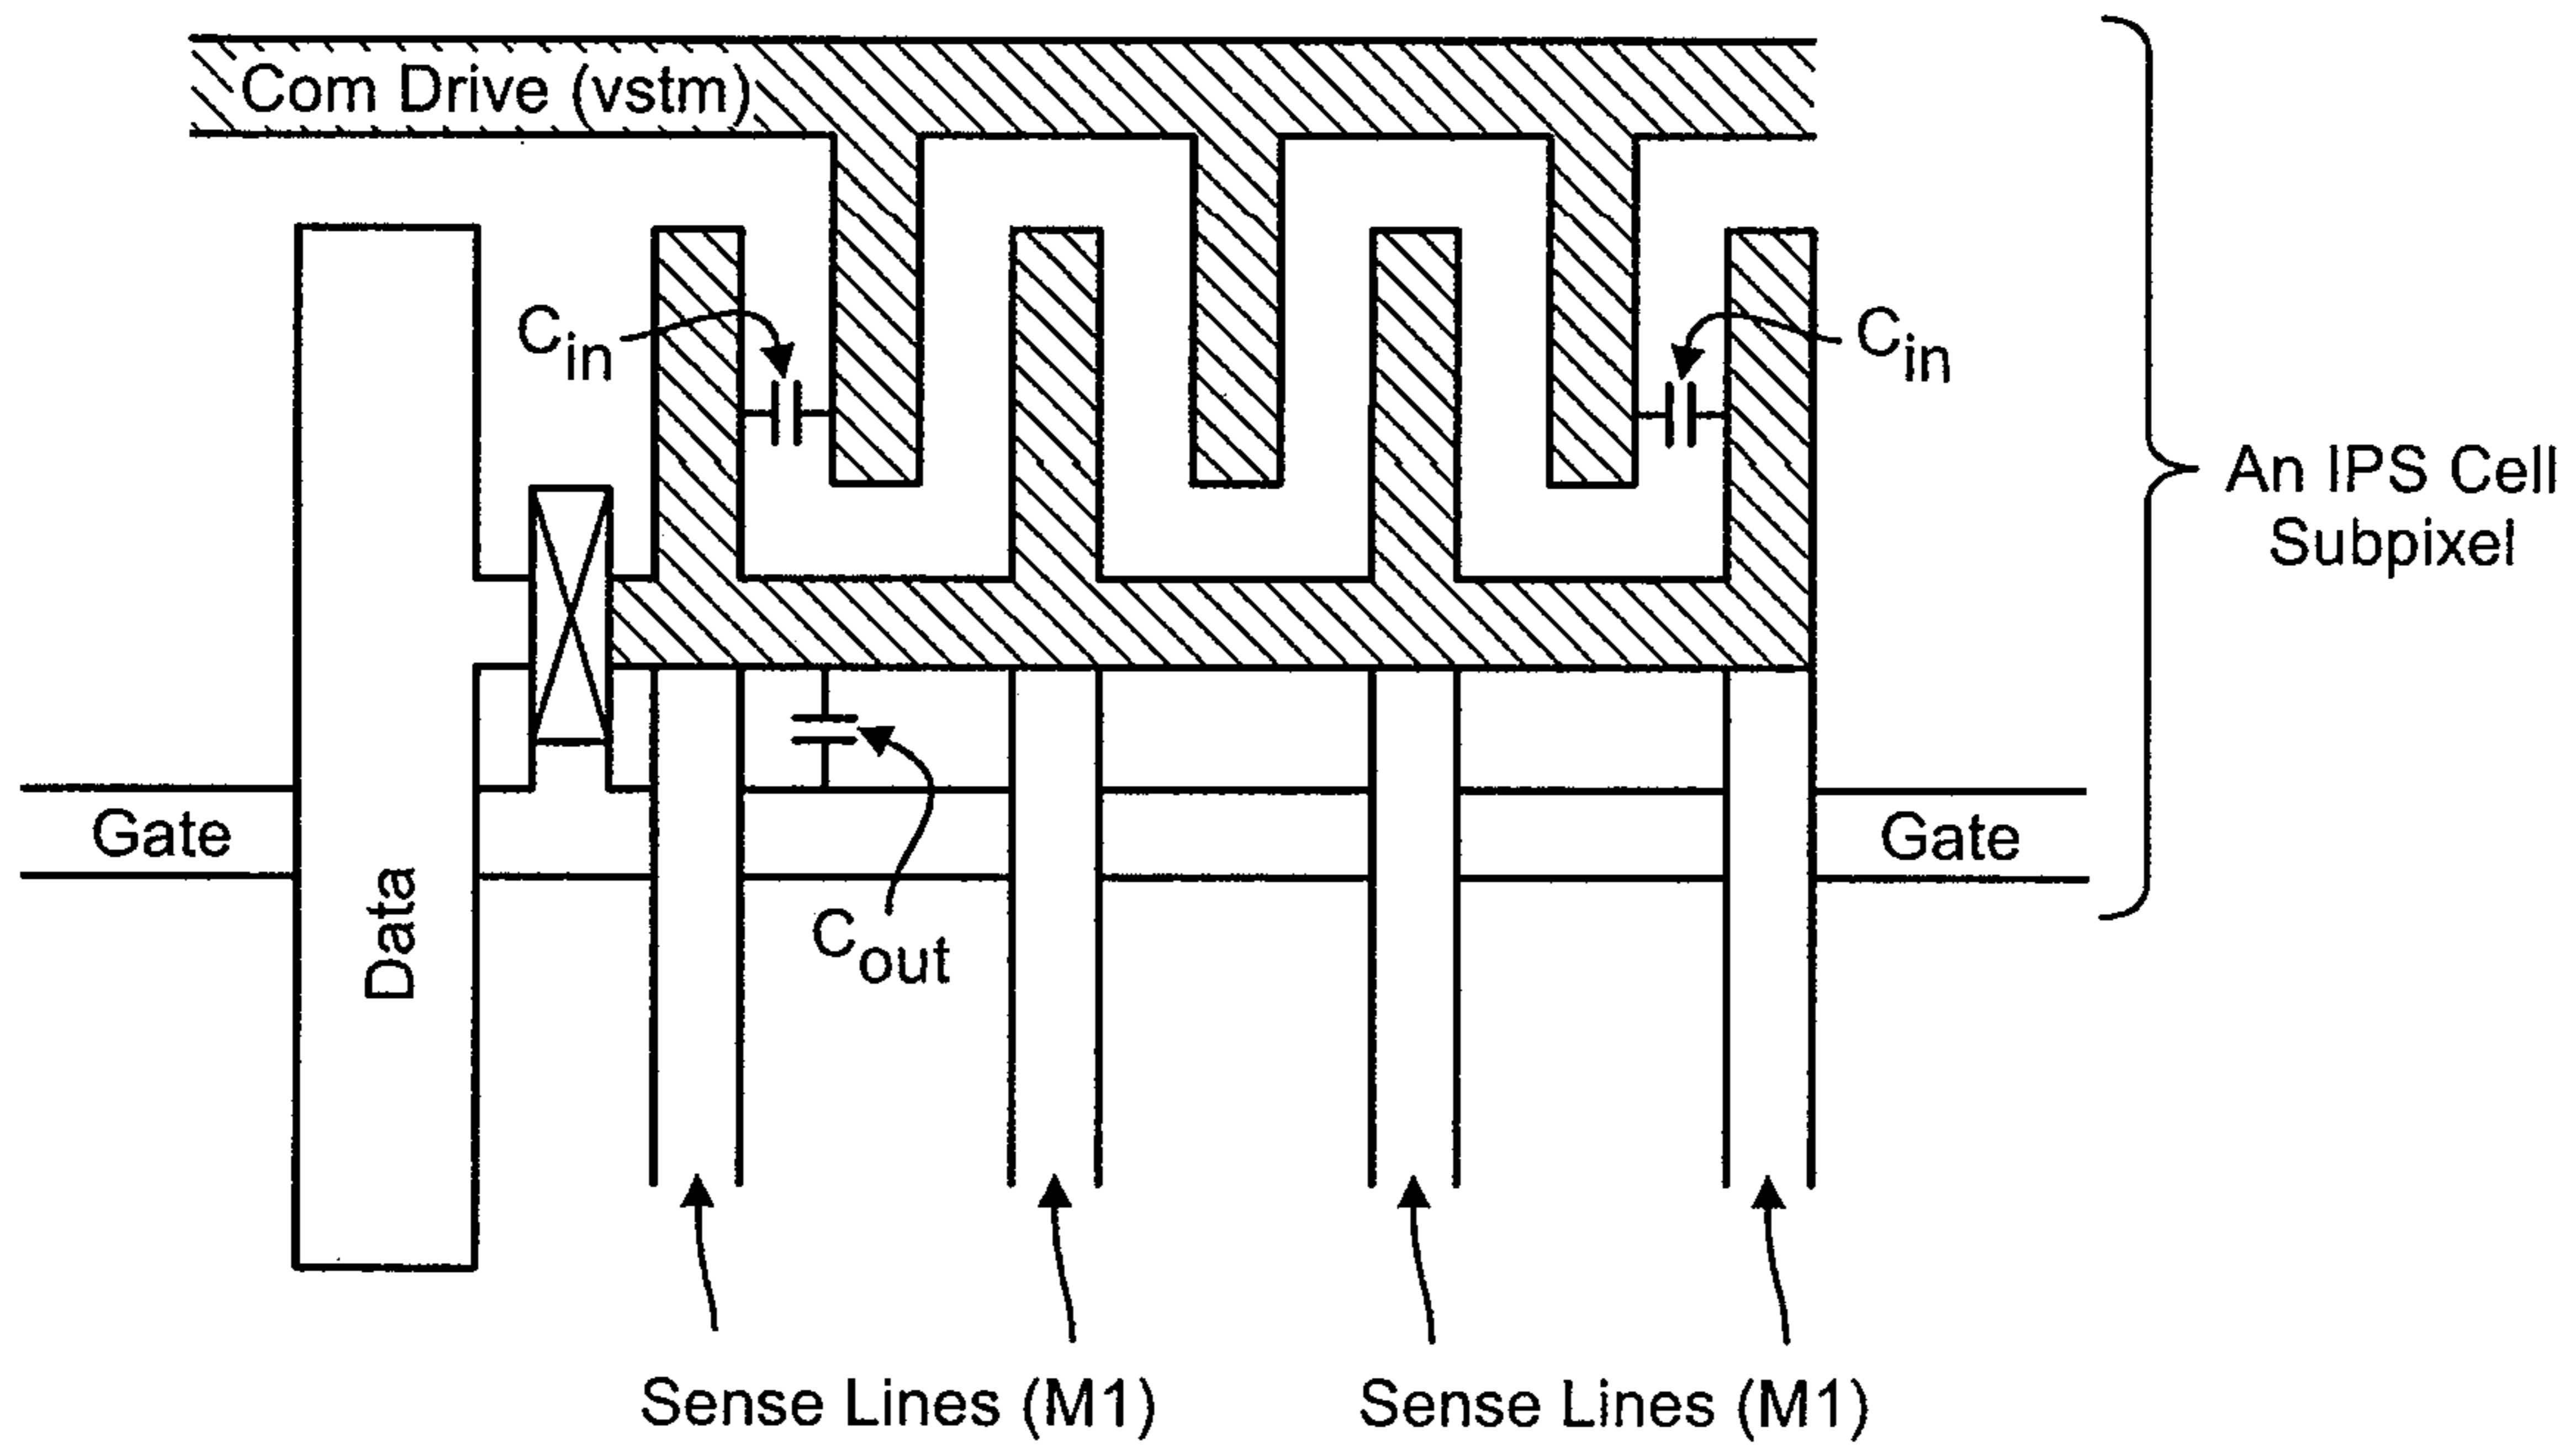 Com Drive (vstm)
C_in
C_in
An IPS Cell
Subpixel
Gate
Gate
Data
C_out
Sense Lines (M1)
Sense Lines (M1)